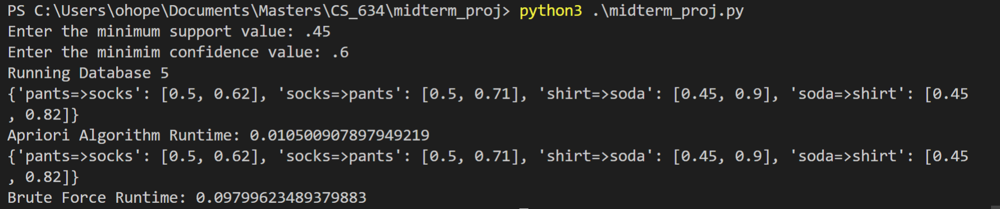 PS C:\Users\ohope\Documents\Masters\CS_634\midterm_proj> python3 .\midterm_proj.py
Enter the minimum support value: .45
Enter the minimim confidence value: .6
Running Database 5
{'pants=>socks': [0.5, 0.62], 'socks=>pants': [0.5, 0.71], 'shirt=>soda': [0.45, 0.9], 'soda=>shirt': [0.45
, 0.82]}
Apriori Algorithm Runtime: 0.010500907897949219
{'pants=>socks': [0.5, 0.62], 'socks=>pants': [0.5, 0.71], 'shirt=>soda': [0.45, 0.9], 'soda=>shirt': [0.45
, 0.82]}
Brute Force Runtime: 0.09799623489379883